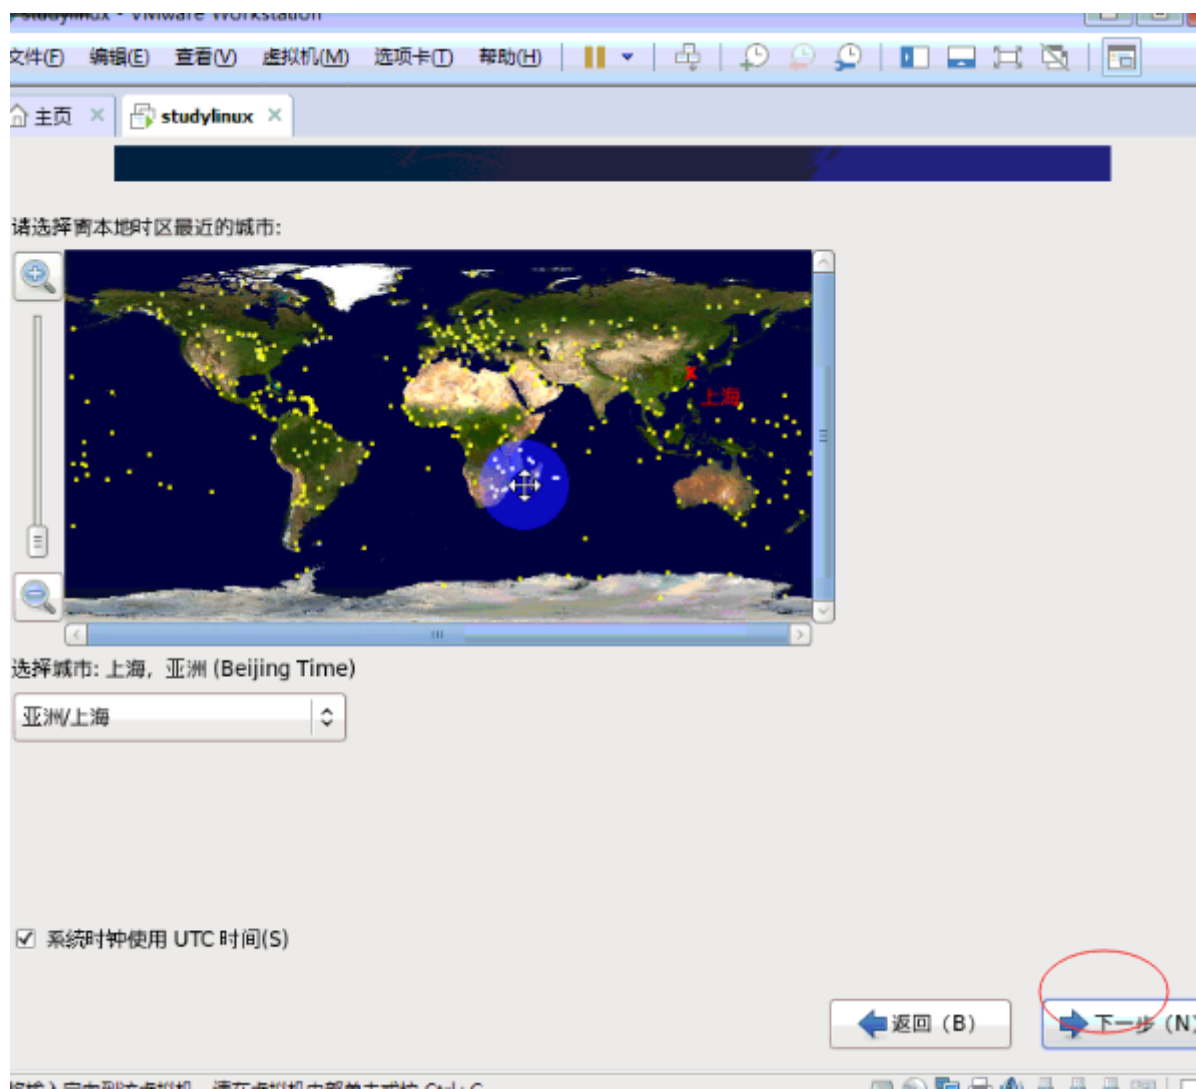 VMware Workstation
文件(F) 编辑(E) 查看(V) 虚拟机(M) 选项卡(T) 帮助(H)
主页 studylinux
请选择离本地时区最近的城市:
上海
选择城市: 上海, 亚洲 (Beijing Time)
亚洲/上海
系统时钟使用 UTC 时间(S)
返回 (B) 下一步 (N)